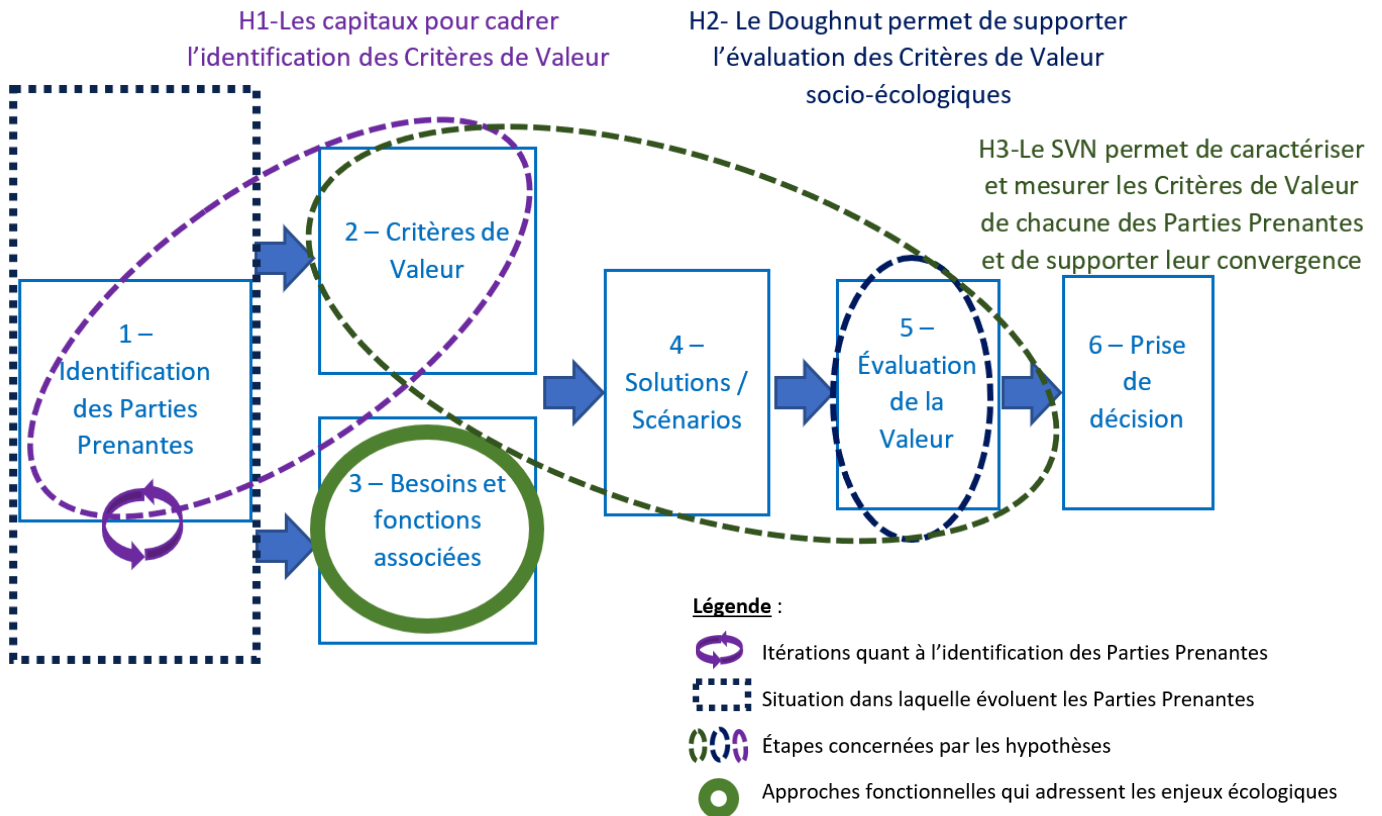 H1-Les capitaux pour cadrer
l’identification des Critères de Valeur
H2- Le Doughnut permet de supporter
l’évaluation des Critères de Valeur
socio-écologiques
H3-Le SVN permet de caractériser
et mesurer les Critères de Valeur
de chacune des Parties Prenantes
et de supporter leur convergence
1 –
Identification
des Parties
Prenantes
2 – Critères de
Valeur
3 – Besoins et
fonctions
associées
4 –
Solutions /
Scénarios
5 –
Évaluation
de la
Valeur
6 – Prise
de
décision
Légende :
Itérations quant à l’identification des Parties Prenantes
Situation dans laquelle évoluent les Parties Prenantes
Étapes concernées par les hypothèses
Approches fonctionnelles qui adressent les enjeux écologiques